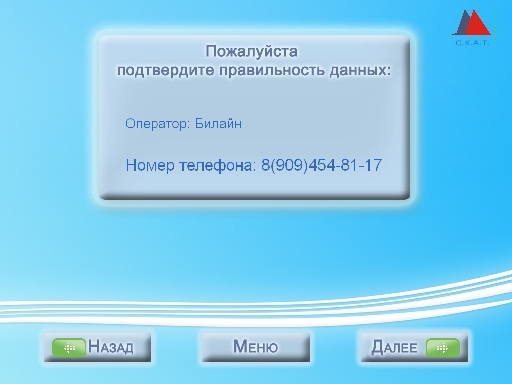 С.К.А.Т.
Пожалуйста
подтвердите правильность данных:
Оператор: Билайн
Номер телефона: 8(909)454-81-17
Назад
Меню
Далее